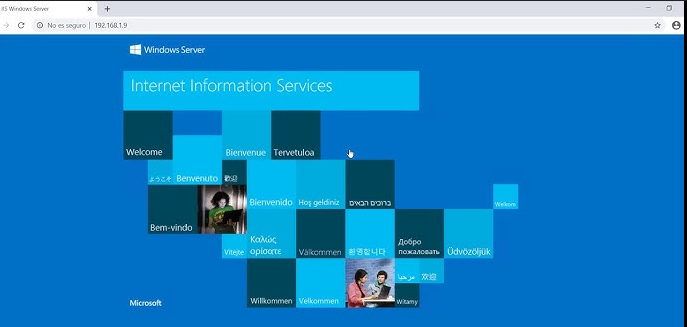 IIS Windows Server
No es seguro | 192.168.1.9
Windows Server
Internet Information Services
Welcome
Bienvenue
Tervetuloa
ようこそ
Benvenuto
歡迎
Bienvenido
Hoş geldiniz
ברוכים הבאים
Welkom
Bem-vindo
Vítejte
Καλώς
ορίσατε
Välkommen
환영합니다
Добро
пожаловать
Üdvözöljük
Willkommen
Velkommen
مرحبا
欢迎
Witamy
Microsoft